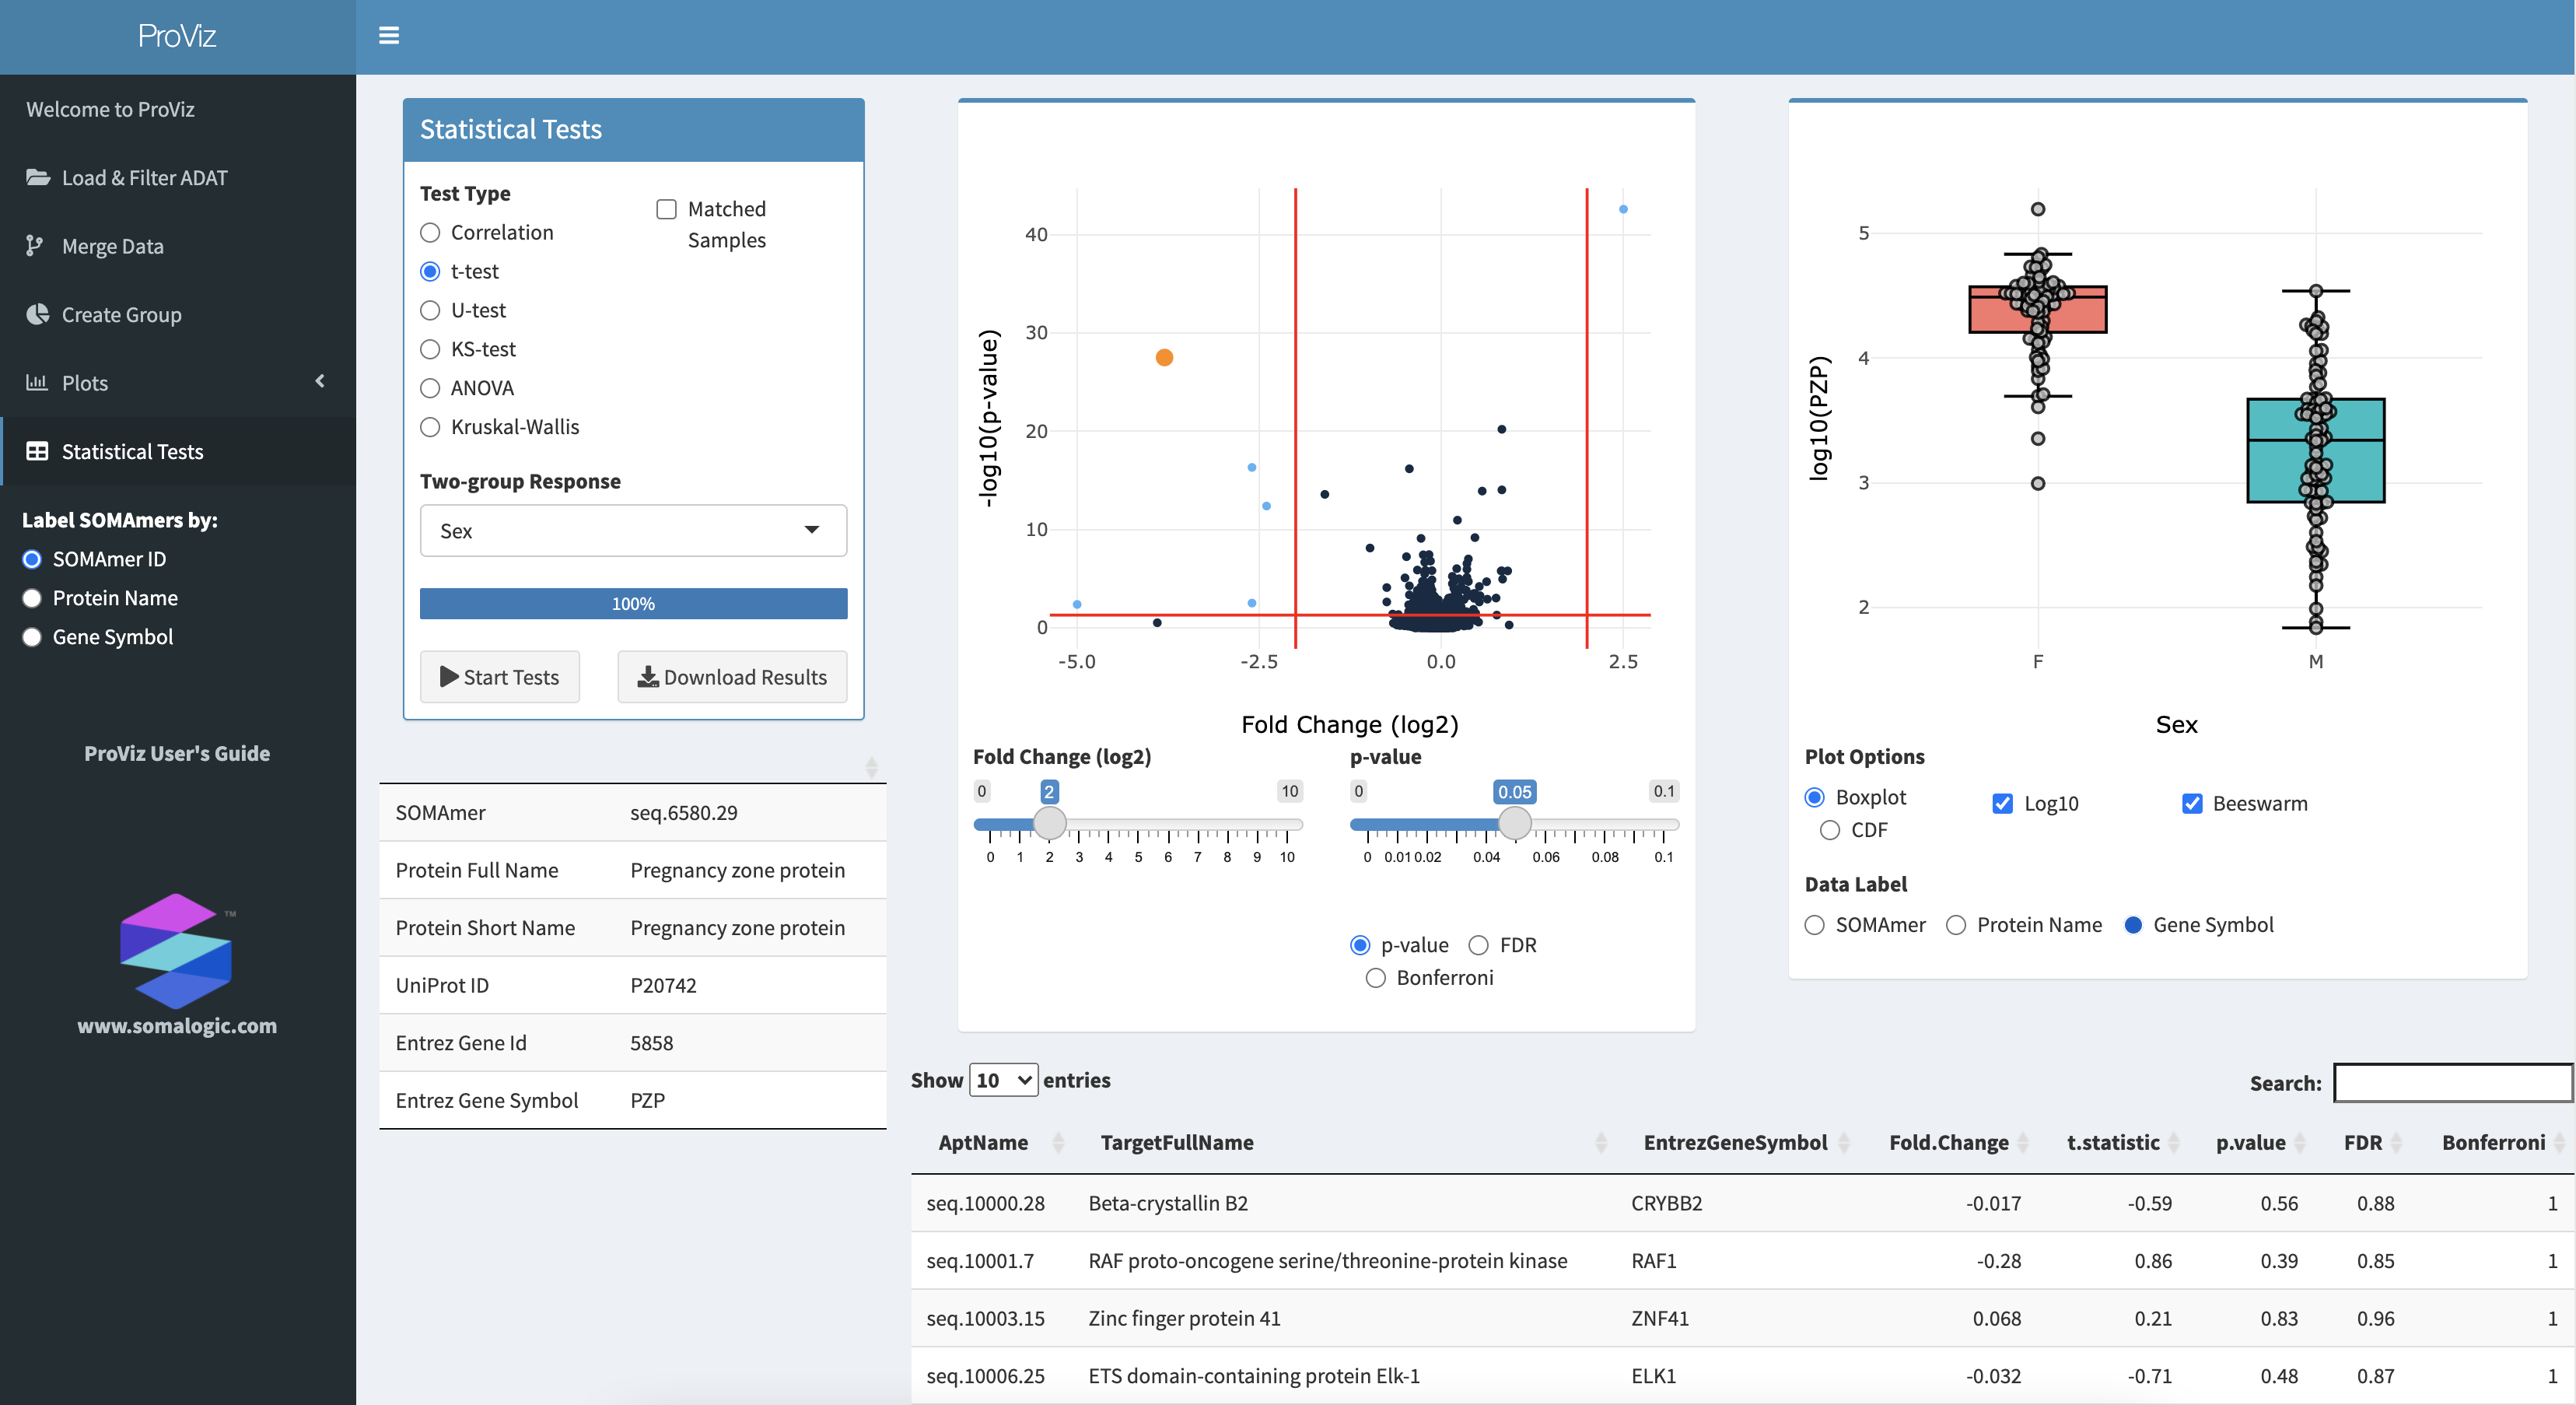 ProViz
Welcome to ProViz
Load & Filter ADAT
Merge Data
Create Group
Plots
Statistical Tests
Label SOMAmers by:
SOMAmer ID
Protein Name
Gene Symbol
ProViz User's Guide
TM
www.somalogic.com
Statistical Tests
Test Type
Correlation
t-test
U-test
KS-test
ANOVA
Kruskal-Wallis
Matched
Samples
Two-group Response
Sex
100%
Start Tests
Download Results
SOMAmer seq.6580.29
Protein Full Name Pregnancy zone protein
Protein Short Name Pregnancy zone protein
UniProt ID P20742
Entrez Gene Id 5858
Entrez Gene Symbol PZP
-log10(p-value)
40
30
20
10
0
-5.0 -2.5 0.0 2.5
Fold Change (log2)
Fold Change (log2)
0 2 10
0 1 2 3 4 5 6 7 8 9 10
p-value
0 0.05 0.1
0 0.01 0.02 0.04 0.06 0.08 0.1
p-value FDR
Bonferroni
log10(PZP)
5
4
3
2
F M
Sex
Plot Options
Boxplot Log10 Beeswarm
CDF
Data Label
SOMAmer Protein Name Gene Symbol
Show 10 entries
Search:
AptName TargetFullName EntrezGeneSymbol Fold.Change t.statistic p.value FDR Bonferroni
seq.10000.28 Beta-crystallin B2 CRYBB2 -0.017 -0.59 0.56 0.88 1
seq.10001.7 RAF proto-oncogene serine/threonine-protein kinase RAF1 -0.28 0.86 0.39 0.85 1
seq.10003.15 Zinc finger protein 41 ZNF41 0.068 0.21 0.83 0.96 1
seq.10006.25 ETS domain-containing protein Elk-1 ELK1 -0.032 -0.71 0.48 0.87 1